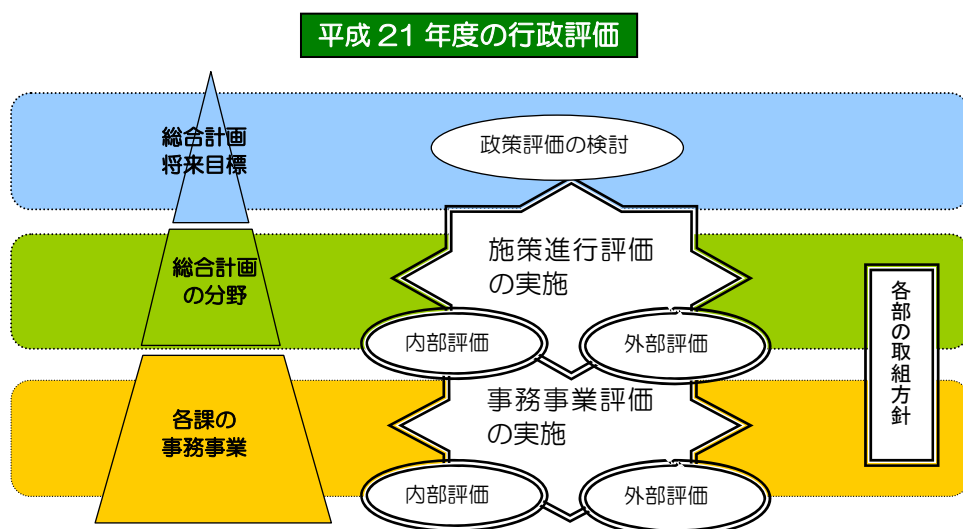 平成 21 年度の行政評価
総合計画
将来目標
政策評価の検討
総合計画
の分野
施策進行評価
の実施
内部評価
外部評価
各部の取組方針
各課の
事務事業
事務事業評価
の実施
内部評価
外部評価